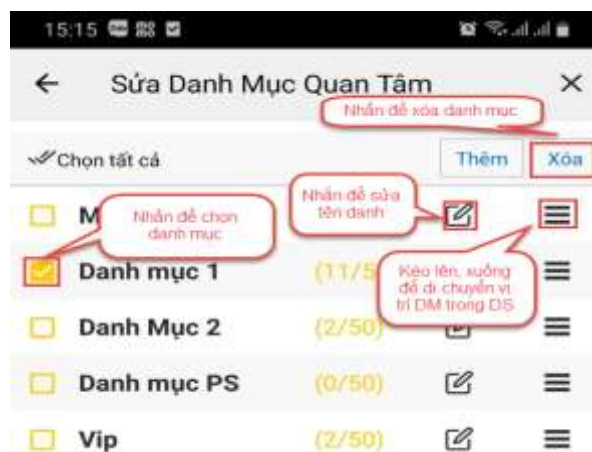 15:15
Sửa Danh Mục Quan Tâm
Nhấn để xóa danh mục
Chọn tất cả
Thêm
Xóa
M
Nhấn để chọn
danh mục
Nhấn để sửa
tên danh
Danh mục 1
(11/5
Kéo lên, xuống
để di chuyển vị
trí DM trong DS
Danh Mục 2
(2/50)
Danh mục PS
(0/50)
Vip
(2/50)